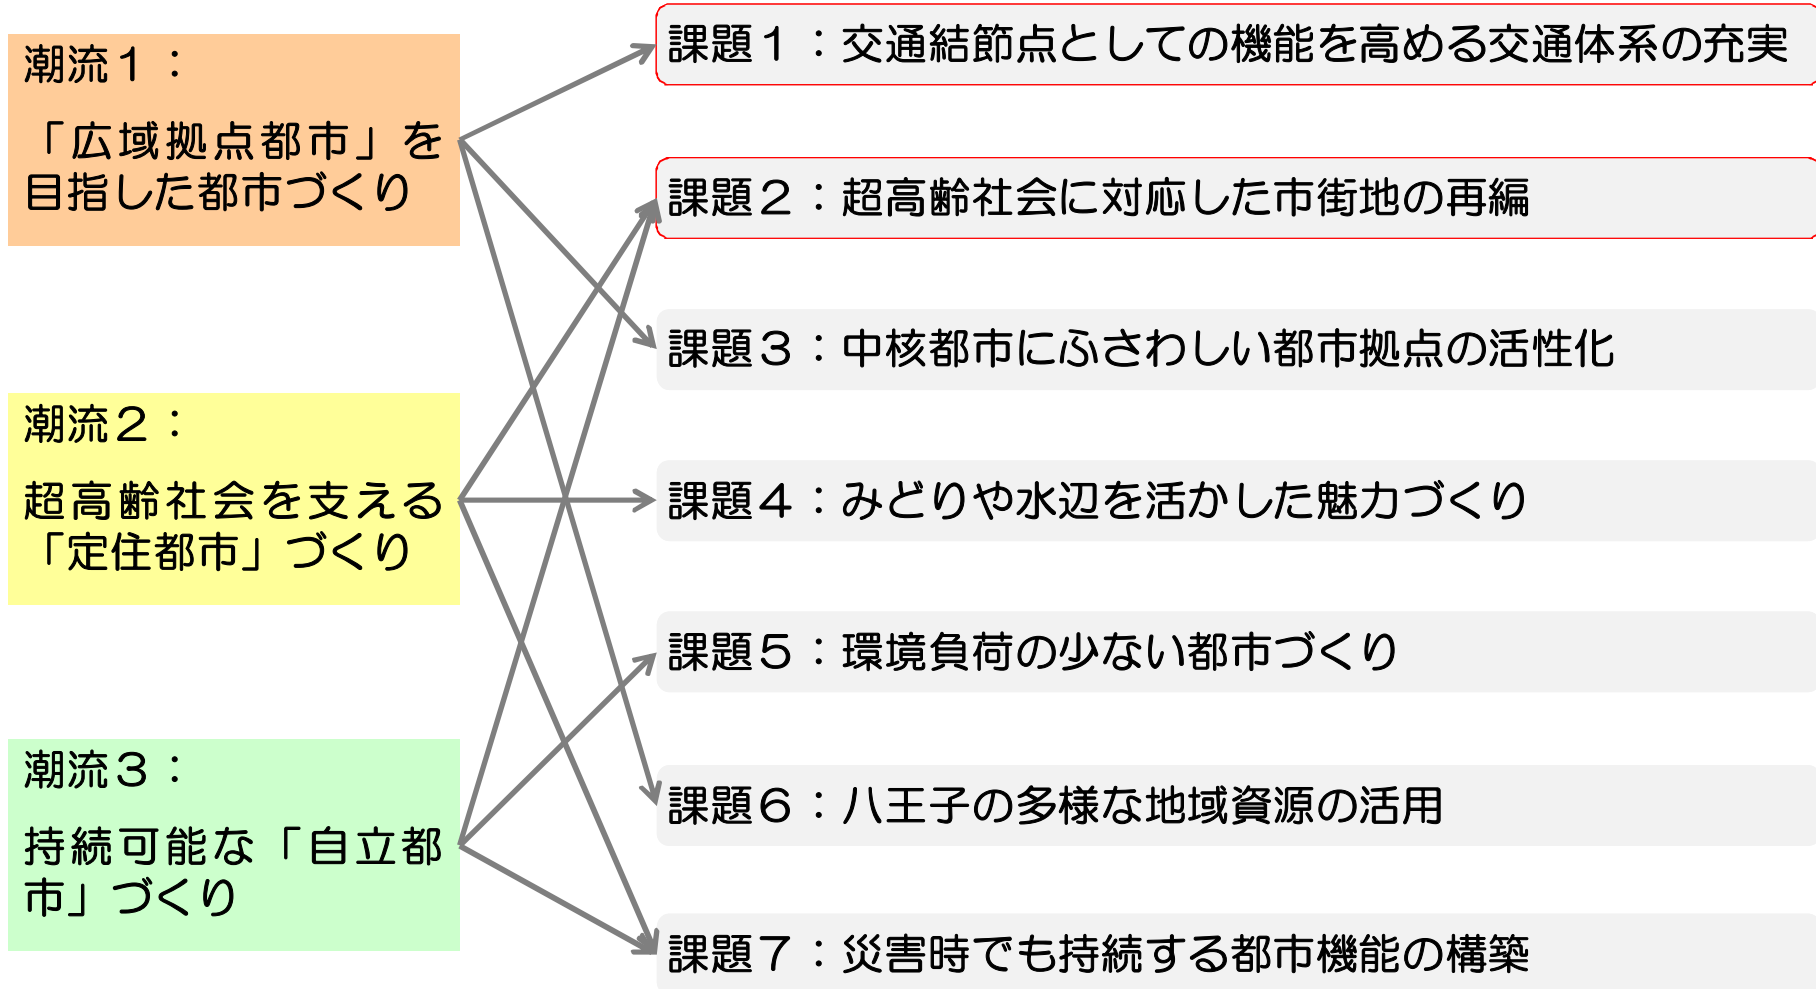 潮流１：
「広域拠点都市」を
目指した都市づくり
潮流２：
超高齢社会を支える
「定住都市」づくり
潮流３：
持続可能な「自立都
市」づくり
課題１：交通結節点としての機能を高める交通体系の充実
課題２：超高齢社会に対応した市街地の再編
課題３：中核都市にふさわしい都市拠点の活性化
課題４：みどりや水辺を活かした魅力づくり
課題５：環境負荷の少ない都市づくり
課題６：八王子の多様な地域資源の活用
課題７：災害時でも持続する都市機能の構築